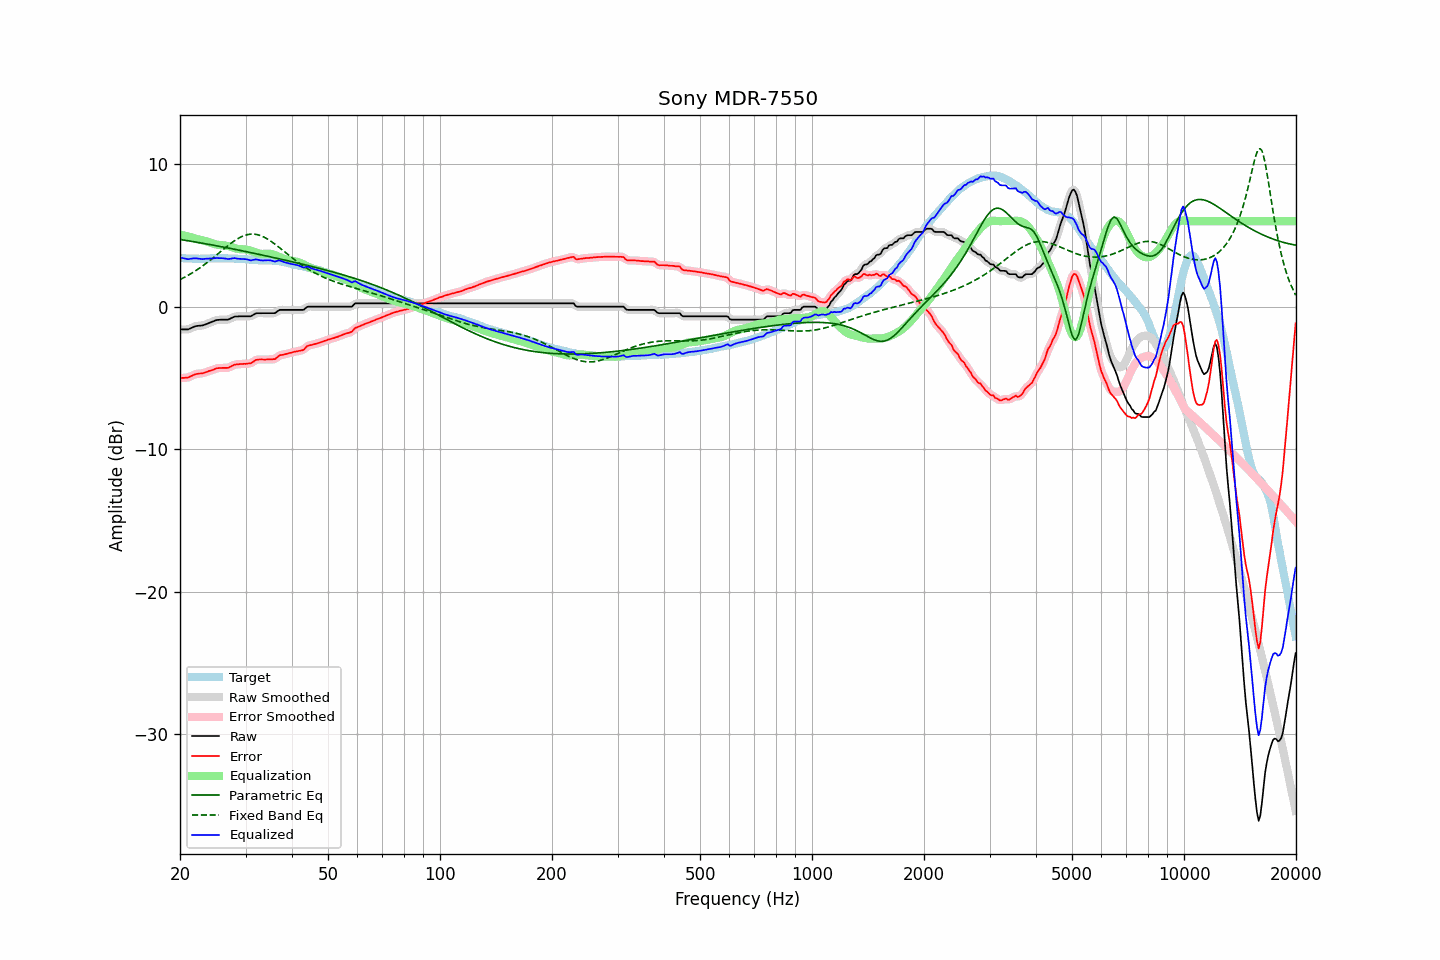 Sony MDR-7550
Amplitude (dBr)
10
0
−10
−20
−30
Target
Raw Smoothed
Error Smoothed
Raw
Error
Equalization
Parametric Eq
Fixed Band Eq
Equalized
20 50 100 200 500 1000 2000 5000 10000 20000
Frequency (Hz)